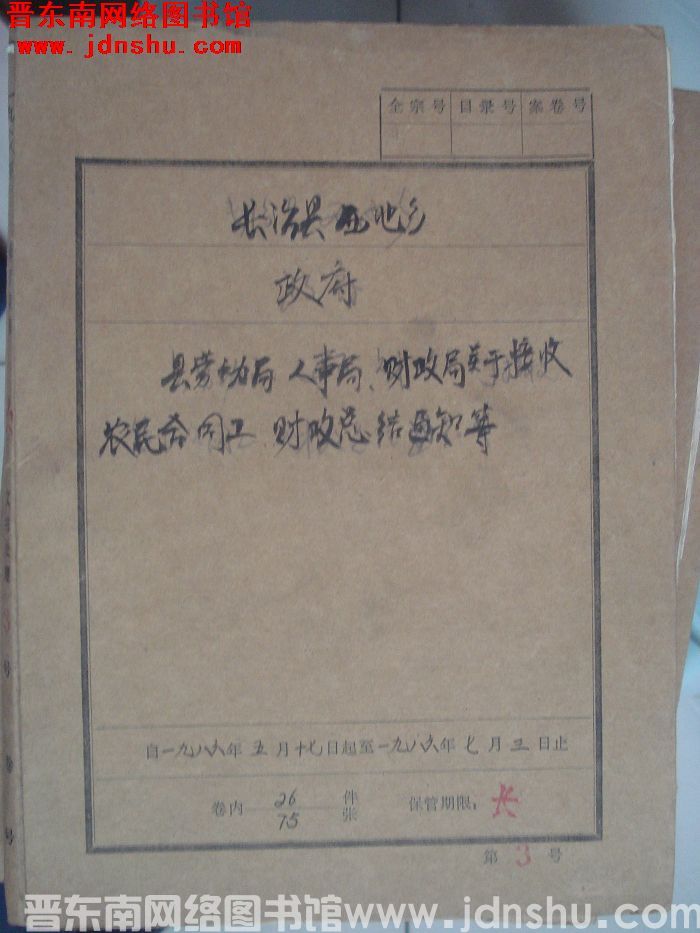 晋东南网络图书馆
www.jdnshu.com
全宗号 目录号 案卷号
长治县西池乡
政府
县劳动局、人事局、财政局关于接收
农民合同工、财政总结通知等
自一九八六年五月十七日起至一九八六年七月三日止
卷内 26 件 保管期限：长
75 张
第3号
3号
卷
号
晋东南网络图书馆www.jdnshu.com